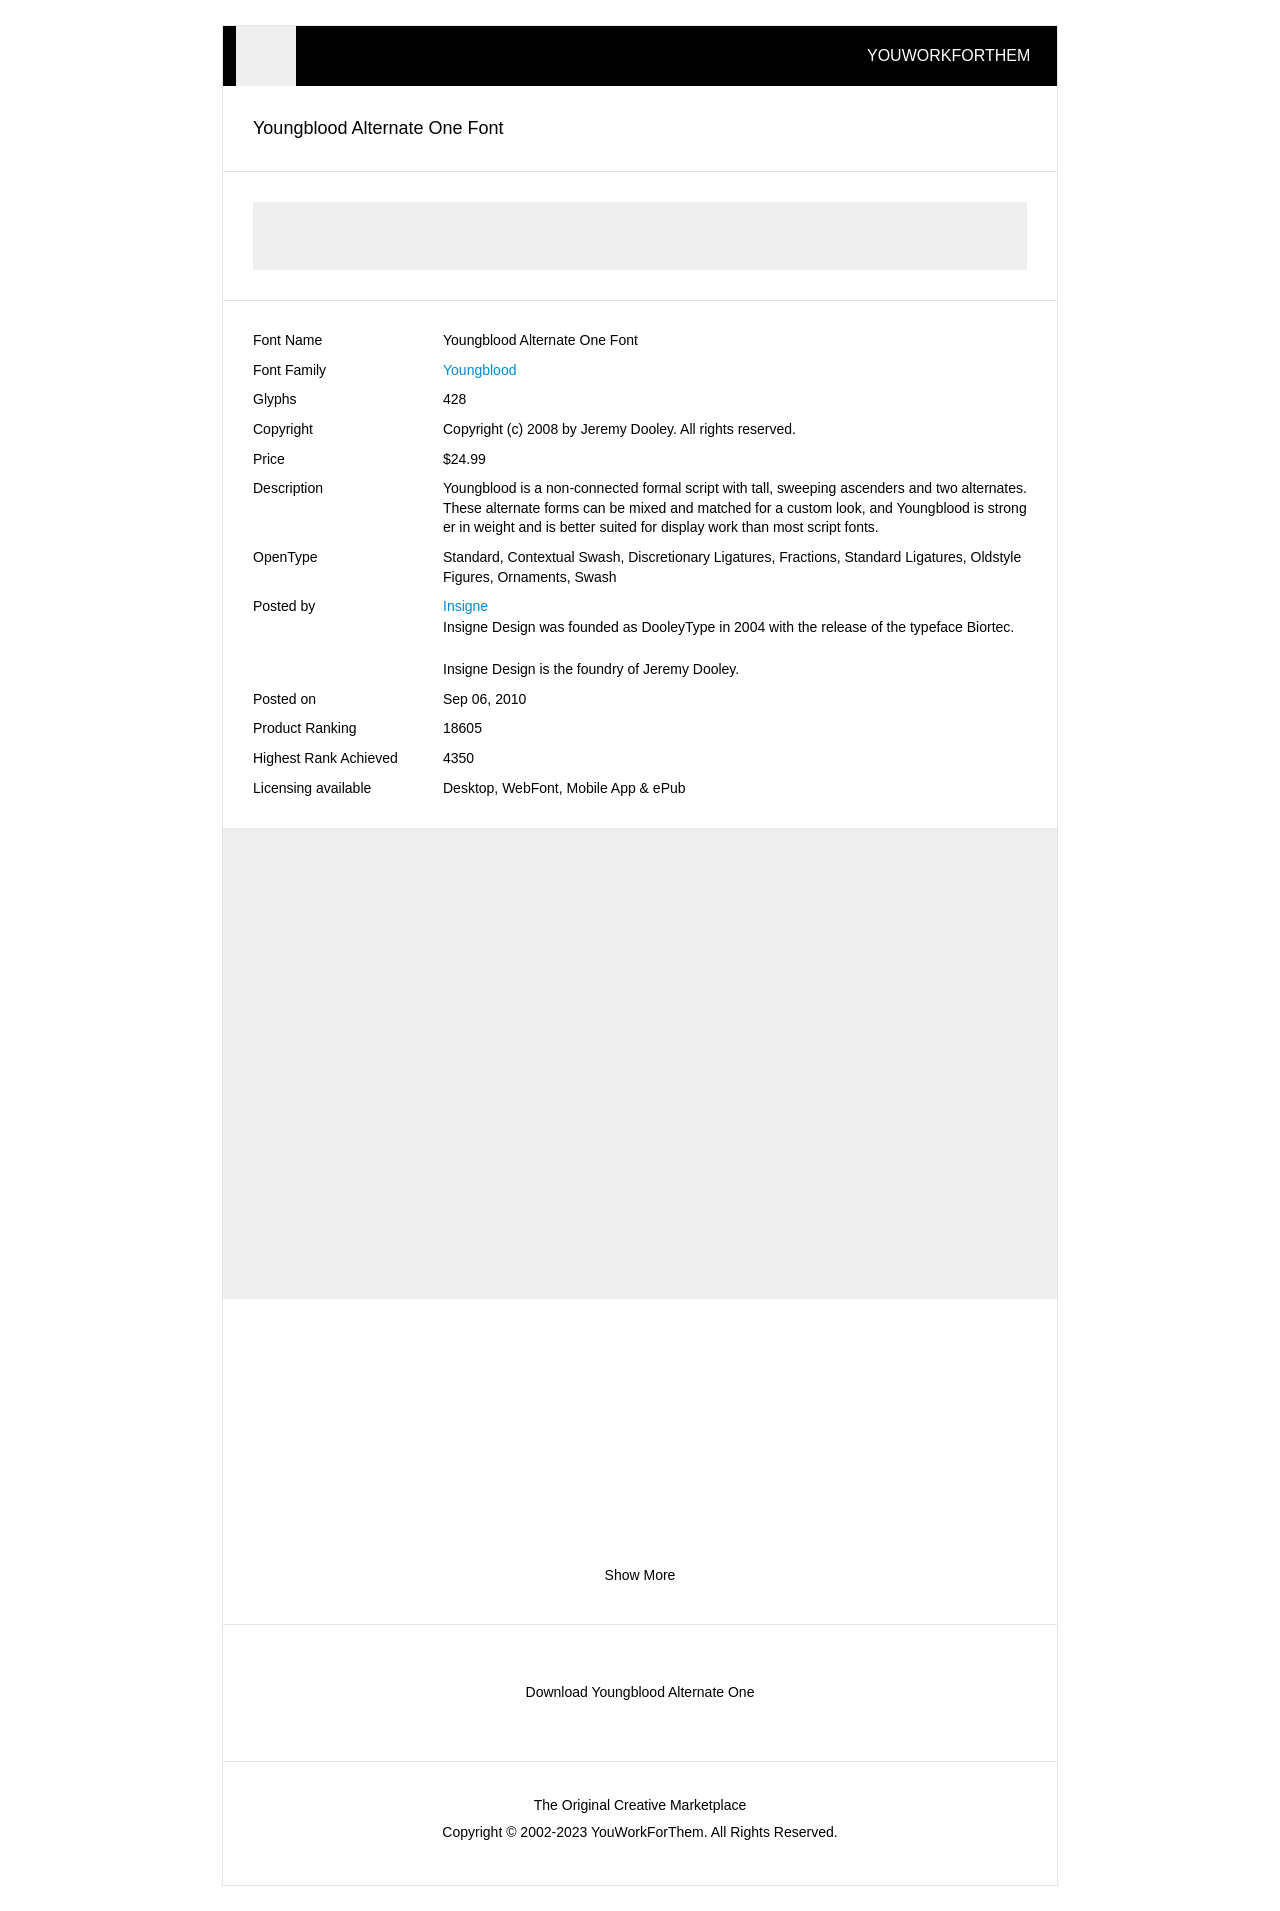 YOUWORKFORTHEM
Youngblood Alternate One Font
Font Name Youngblood Alternate One Font
Font Family Youngblood
Glyphs 428
Copyright Copyright (c) 2008 by Jeremy Dooley. All rights reserved.
Price $24.99
Description Youngblood is a non-connected formal script with tall, sweeping ascenders and two alternates.
These alternate forms can be mixed and matched for a custom look, and Youngblood is strong
er in weight and is better suited for display work than most script fonts.
OpenType Standard, Contextual Swash, Discretionary Ligatures, Fractions, Standard Ligatures, Oldstyle
Figures, Ornaments, Swash
Posted by Insigne
Insigne Design was founded as DooleyType in 2004 with the release of the typeface Biortec.
Insigne Design is the foundry of Jeremy Dooley.
Posted on Sep 06, 2010
Product Ranking 18605
Highest Rank Achieved 4350
Licensing available Desktop, WebFont, Mobile App & ePub
Show More
Download Youngblood Alternate One
The Original Creative Marketplace
Copyright © 2002-2023 YouWorkForThem. All Rights Reserved.